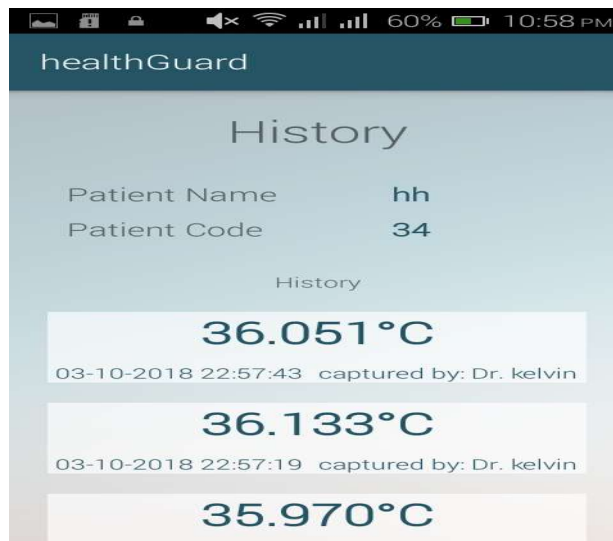 60% 10:58 PM
healthGuard
History
Patient Name hh
Patient Code 34
History
36.051°C
03-10-2018 22:57:43 captured by: Dr. kelvin
36.133°C
03-10-2018 22:57:19 captured by: Dr. kelvin
35.970°C